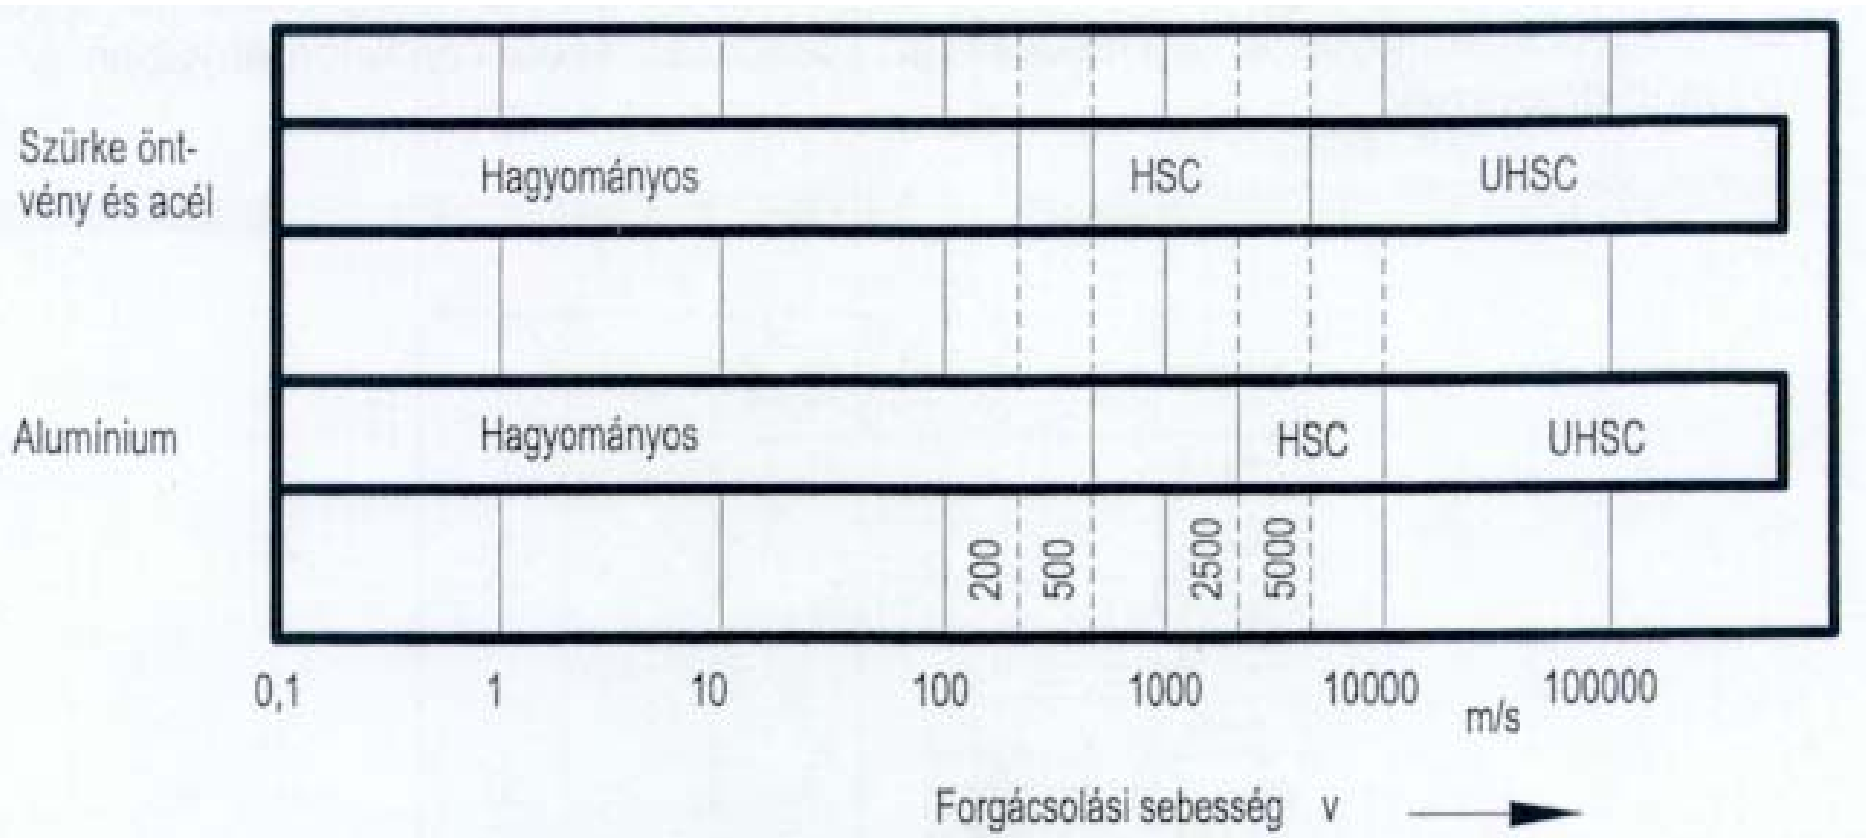 Szürke önt-
vény és acél
Hagyományos
HSC
UHSC
Alumínium
Hagyományos
HSC
UHSC
200
500
2500
5000
0,1
1
10
100
1000
10000
m/s
100000
Forgácsolási sebesség v